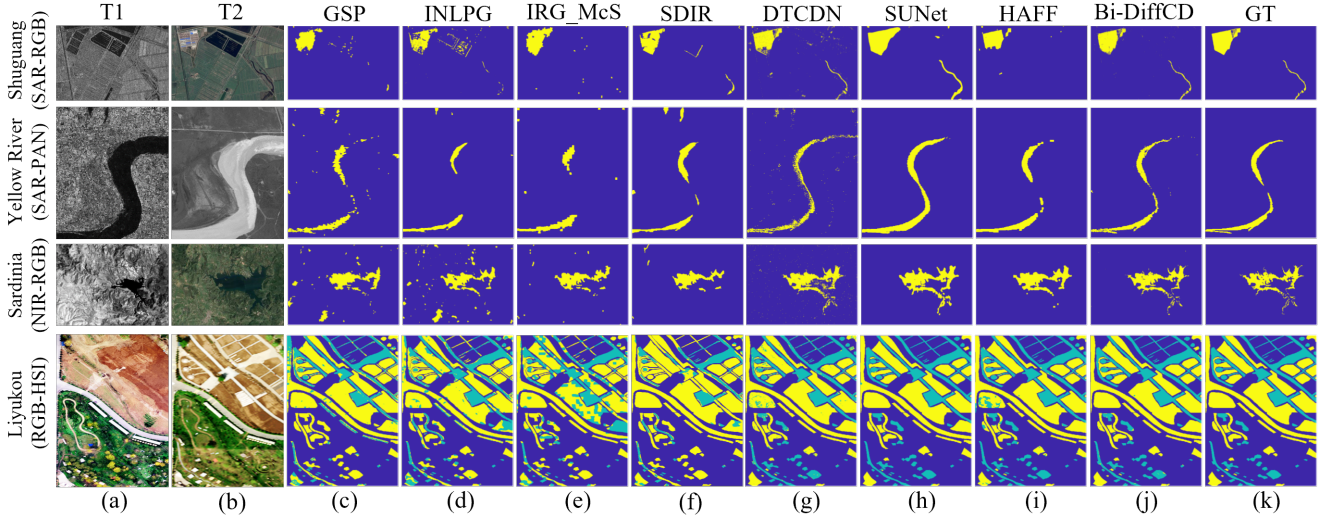 T1 T2 GSP INLPG IRG_McS SDIR DTCDN SUNet HAFF Bi-DiffCD GT
Shuguang
(SAR-RGB)
Yellow River
(SAR-PAN)
Sardinia
(NIR-RGB)
Liyukou
(RGB-HSI)
(a) (b) (c) (d) (e) (f) (g) (h) (i) (j) (k)